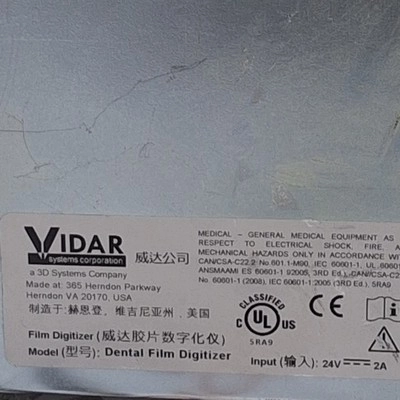 VIDAR
systems corporation 威达公司
a 3D Systems Company
Made at: 365 Herndon Parkway
Herndon VA 20170, USA
制造于: 赫恩登、维吉尼亚州、美国
Film Digitizer (威达胶片数字化仪)
Model (型号): Dental Film Digitizer
MEDICAL – GENERAL MEDICAL EQUIPMENT AS
RESPECT TO ELECTRICAL SHOCK, FIRE, A
MECHANICAL HAZARDS ONLY IN ACCORDANCE WITH
CAN/CSA-C22.2 No.601.1-M90, IEC 60601-1, UL 60601
ANSI/AAMI ES 60601-1:2005, 3RD Ed.), CAN/CSA-C2
No. 60601-1 (2008), IEC 60601-1:2005 (3RD Ed.), 5RA9
CLASSIFIED
C UL US
5RA9
CE
Input (输入): 24V 2A